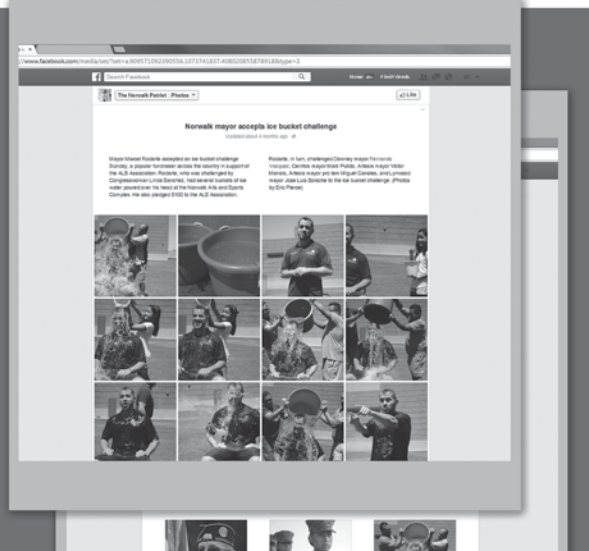 //www.facebook.com/media/set/?set=a.809571092390556.1073741837.408020855878918&type=3
Search Facebook
Home
Find Friends
The Norwalk Patriot Photos
Like
Norwalk mayor accepts ice bucket challenge
Updated about 4 months ago
Mayor Marcel Rodarte accepted an ice bucket challenge
Sunday, a popular fundraiser across the country in support of
the ALS Association. Rodarte, who was challenged by
Congresswoman Linda Sanchez, had several buckets of ice
water poured over his head at the Norwalk Arts and Sports
Complex. He also pledged $100 to the ALS Association.
Rodarte, in turn, challenged Downey mayor Fernando
Vasquez, Cerritos mayor Mark Pulido, Artesia mayor Victor
Manalo, Artesia mayor pro tem Miguel Canales, and Lynwood
mayor Jose Luis Solache to the ice bucket challenge. (Photos
by Eric Pierce)